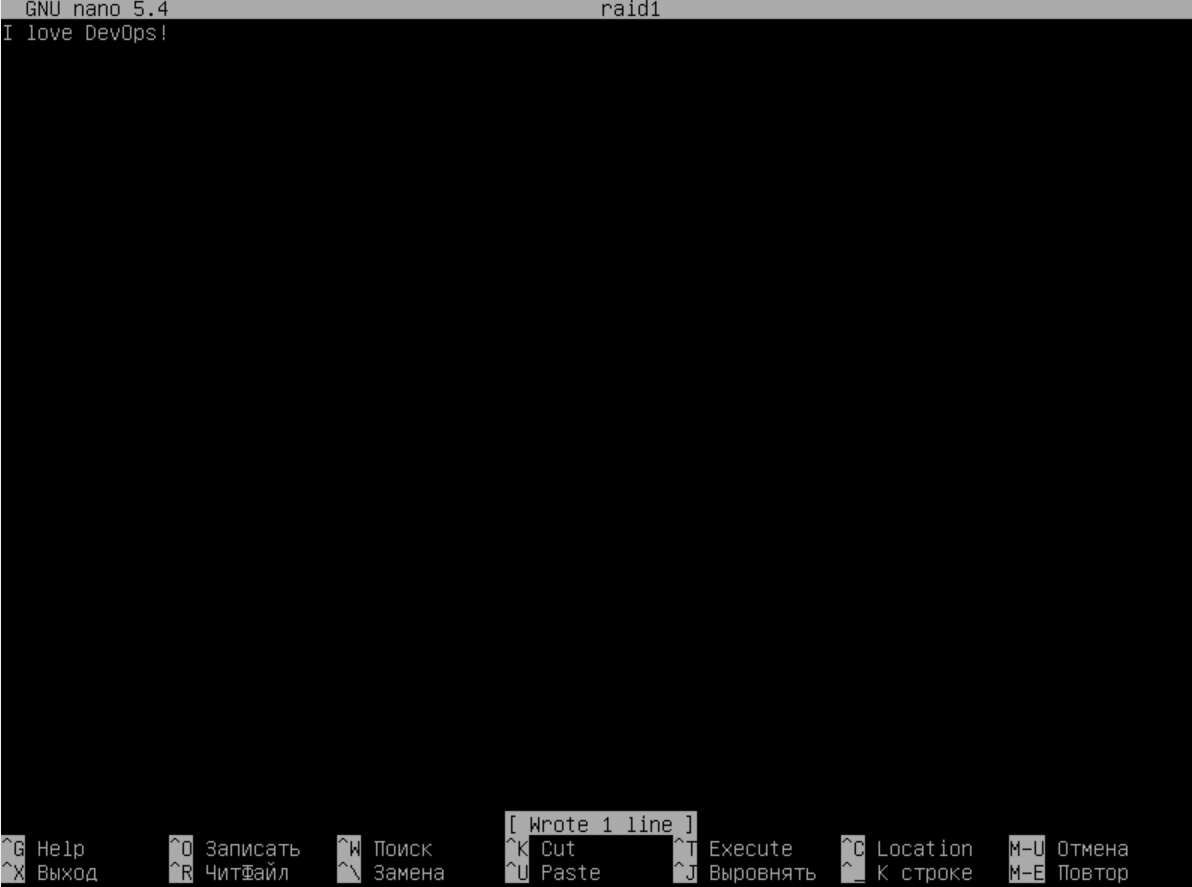 GNU nano 5.4 raid1
I love DevOps!
[ Wrote 1 line ]
^G Help ^O Записать ^W Поиск ^K Cut ^T Execute ^C Location M-U Отмена
^X Выход ^R ЧитФайл ^\ Замена ^U Paste ^J Выровнять ^_ К строке M-E Повтор